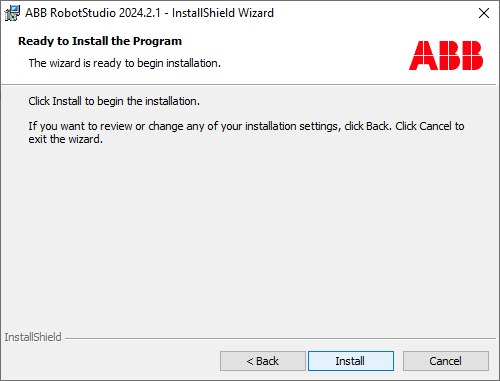 ABB RobotStudio 2024.2.1 - InstallShield Wizard
Ready to Install the Program
The wizard is ready to begin installation.
ABB
Click Install to begin the installation.
If you want to review or change any of your installation settings, click Back. Click Cancel to
exit the wizard.
InstallShield
< Back
Install
Cancel